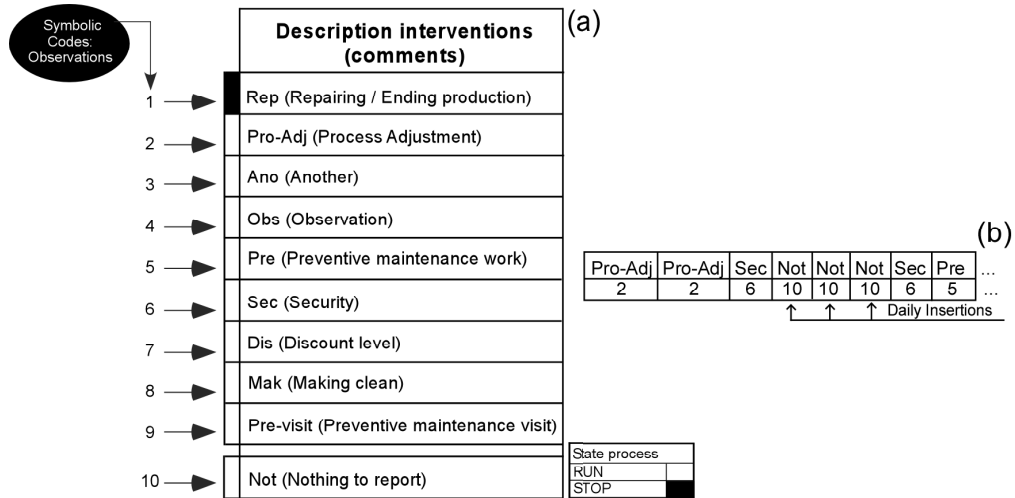 Symbolic
Codes:
Observations
Description interventions
(comments)
(a)
1
Rep (Repairing / Ending production)
2
Pro-Adj (Process Adjustment)
3
Ano (Another)
4
Obs (Observation)
5
Pre (Preventive maintenance work)
6
Sec (Security)
7
Dis (Discount level)
8
Mak (Making clean)
9
Pre-visit (Preventive maintenance visit)
10
Not (Nothing to report)
State process
RUN
STOP
(b)
Pro-Adj Pro-Adj Sec Not Not Not Sec Pre ...
2 2 6 10 10 10 6 5 ...
Daily Insertions